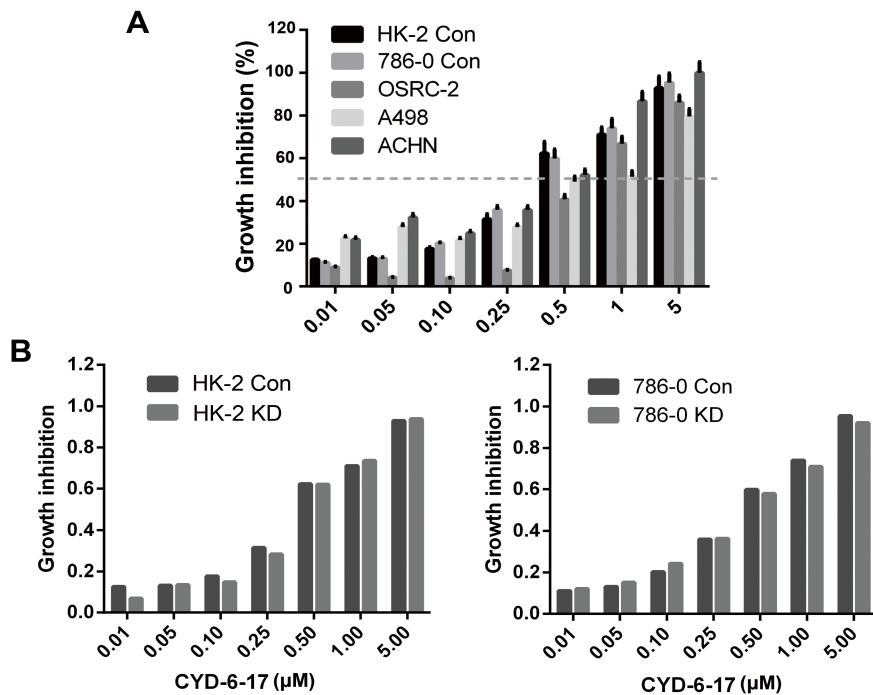 A
Growth inhibition (%)
120
100
80
60
40
20
0
HK-2 Con
786-0 Con
OSRC-2
A498
ACHN
0.01 0.05 0.10 0.25 0.5 1 5
B
Growth inhibition
1.2
1.0
0.8
0.6
0.4
0.2
0.0
HK-2 Con
HK-2 KD
0.01 0.05 0.10 0.25 0.50 1.00 5.00
CYD-6-17 (μM)
Growth inhibition
1.2
1.0
0.8
0.6
0.4
0.2
0.0
786-0 Con
786-0 KD
0.01 0.05 0.10 0.25 0.50 1.00 5.00
CYD-6-17 (μM)